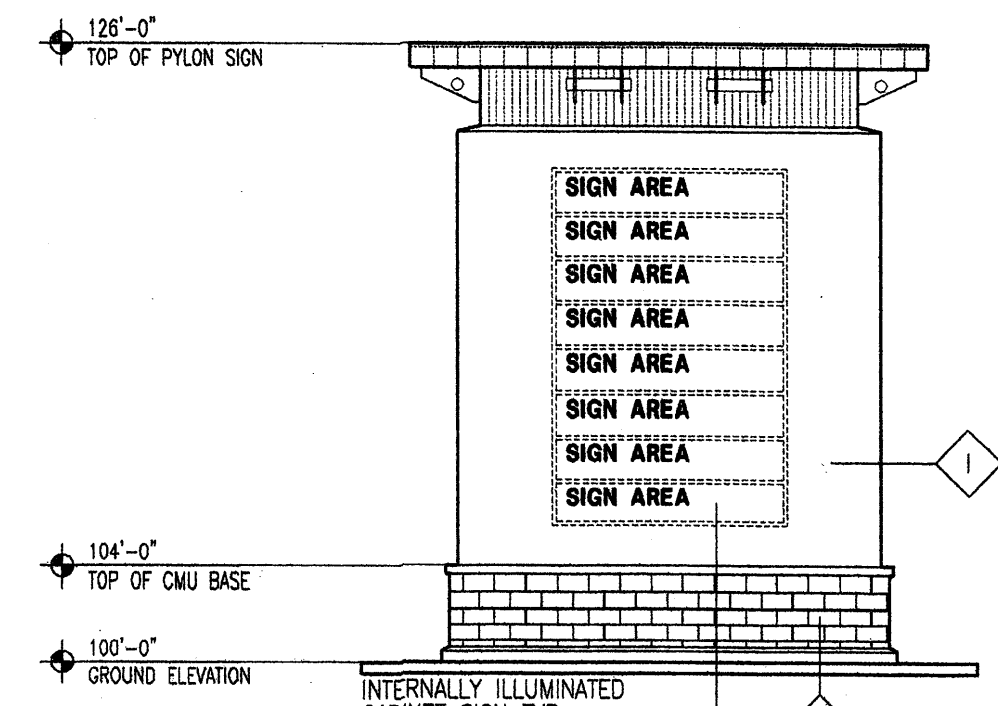 126'-0"
TOP OF PYLON SIGN
SIGN AREA
SIGN AREA
SIGN AREA
SIGN AREA
SIGN AREA
SIGN AREA
SIGN AREA
SIGN AREA
1
104'-0"
TOP OF CMU BASE
100'-0"
GROUND ELEVATION
INTERNALLY ILLUMINATED